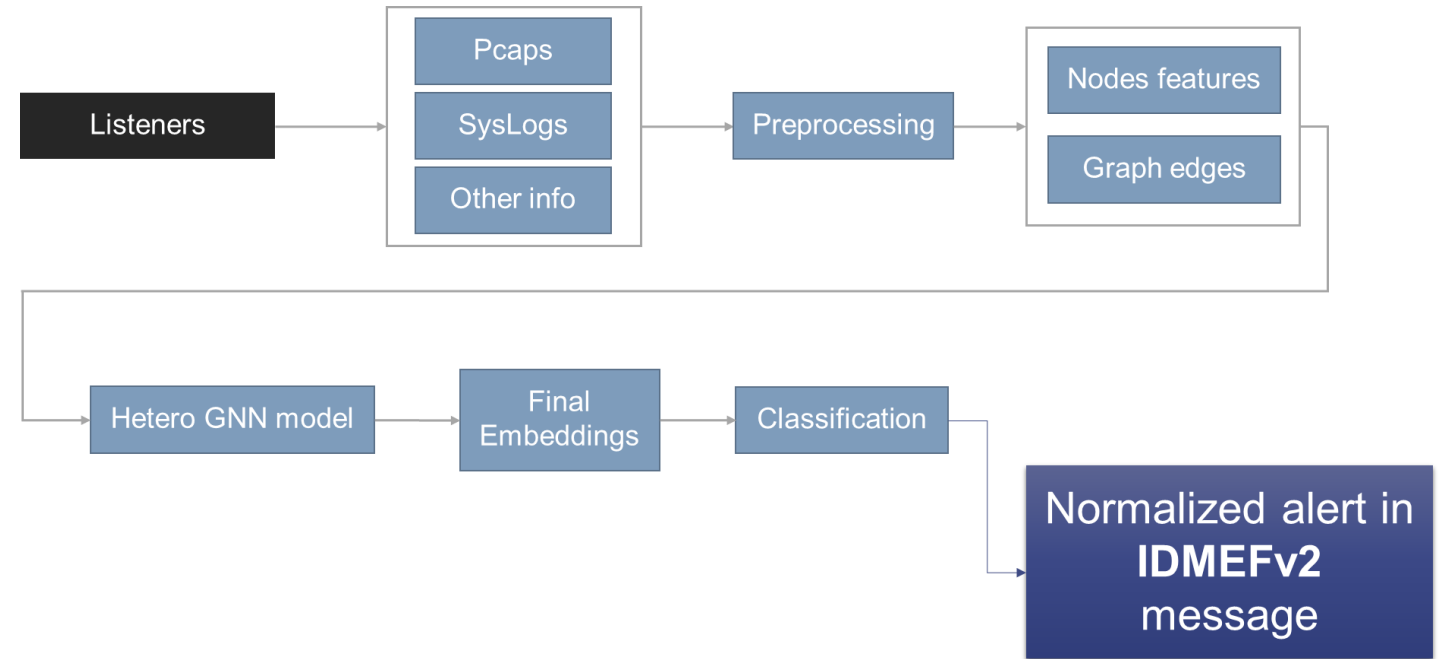 Listeners
Pcaps
SysLogs
Other info
Preprocessing
Nodes features
Graph edges
Hetero GNN model
Final
Embeddings
Classification
Normalized alert in
IDMEFv2
message